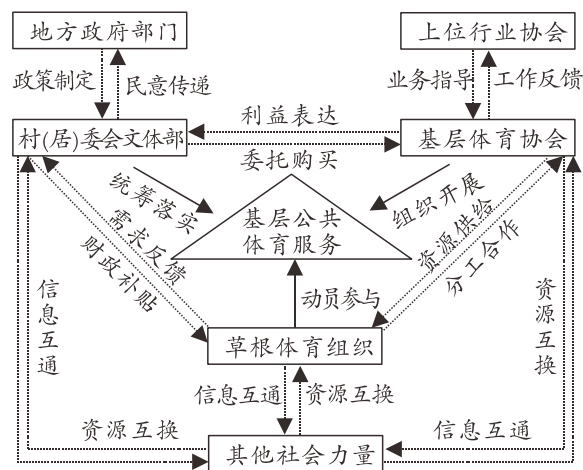 地方政府部门
上位行业协会
政策制定
民意传递
业务指导
工作反馈
利益表达
村(居)委会文体部
基层体育协会
委托购买
统筹落实
组织开展
基层公共
体育服务
需求反馈
资源供给
财政补贴
分工合作
信息互通
动员参与
资源互换
草根体育组织
信息互通
资源互换
资源互换
信息互通
其他社会力量